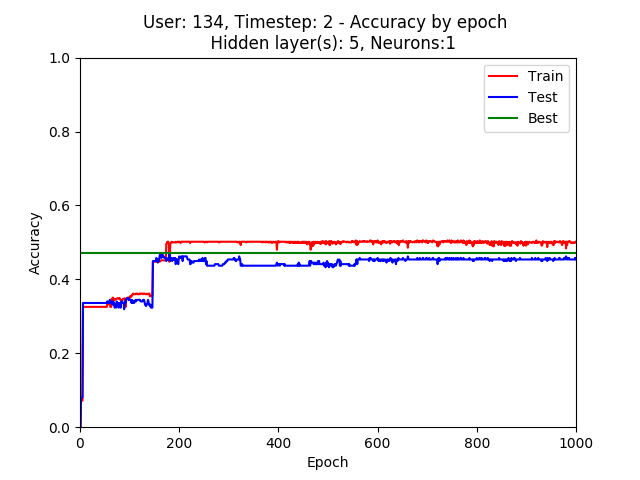 User: 134, Timestep: 2 - Accuracy by epoch
Hidden layer(s): 5, Neurons:1
1.0
0.8
0.6
0.4
0.2
0.0
Accuracy
Train
Test
Best
0 200 400 600 800 1000
Epoch